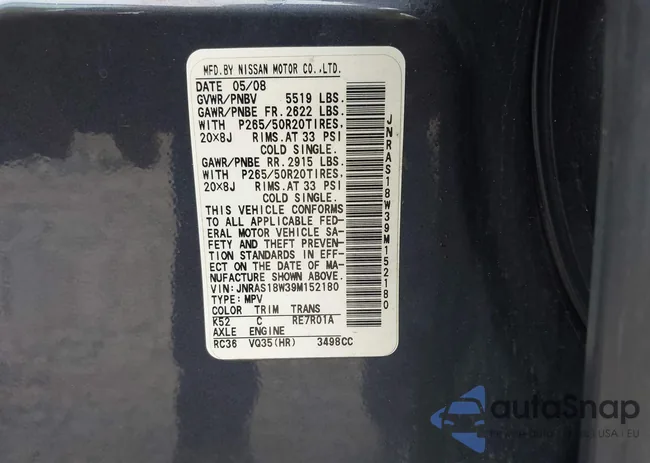 MFD.BY NISSAN MOTOR CO.,LTD.
DATE 05/08
GVWR/PNBV 5519 LBS.
GAWR/PNBE FR. 2622 LBS.
WITH P265/50R20TIRES.
20×8J RIMS.AT 33 PSI
COLD SINGLE.
GAWR/PNBE RR. 2915 LBS.
WITH P265/50R20TIRES.
20×8J RIMS.AT 33 PSI
COLD SINGLE.
THIS VEHICLE CONFORMS
TO ALL APPLICABLE FED-
ERAL MOTOR VEHICLE SA-
FETY AND THEFT PREVEN-
TION STANDARDS IN EFF-
ECT ON THE DATE OF MA-
NUFACTURE SHOWN ABOVE.
VIN:JNRAS18W39M152180
TYPE:MPV
COLOR TRIM TRANS
K52 C RE7R01A
AXLE ENGINE
RC36 VQ35(HR) 3498CC
JNRAS18W39M152180
autoSnap
USA | EU